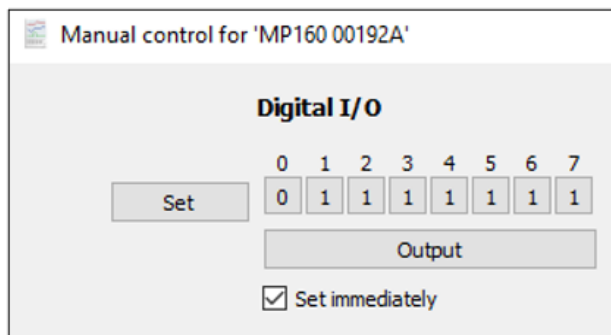 Manual control for 'MP160 00192A'
Digital I/O
0 1 2 3 4 5 6 7
Set 0 1 1 1 1 1 1 1
Output
Set immediately